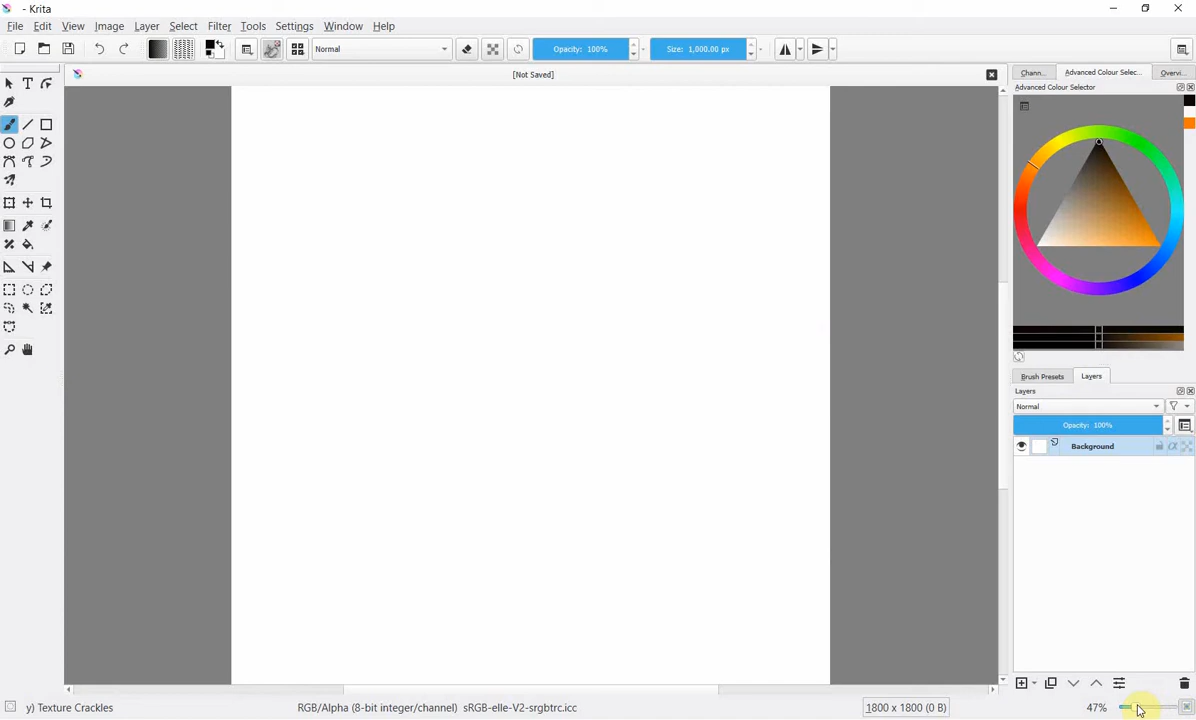 - Krita
File Edit View Image Layer Select Filter Tools Settings Window Help
Normal Opacity: 100% Size: 1,000.00 px
[Not Saved]
Chann... Advanced Colour Selec... Overvi...
Advanced Colour Selector
Brush Presets Layers
Layers
Normal
Opacity: 100%
Background
y) Texture Crackles RGB/Alpha (8-bit integer/channel) sRGB-elle-V2-srgbtrc.icc 1800 x 1800 (0 B) 47%